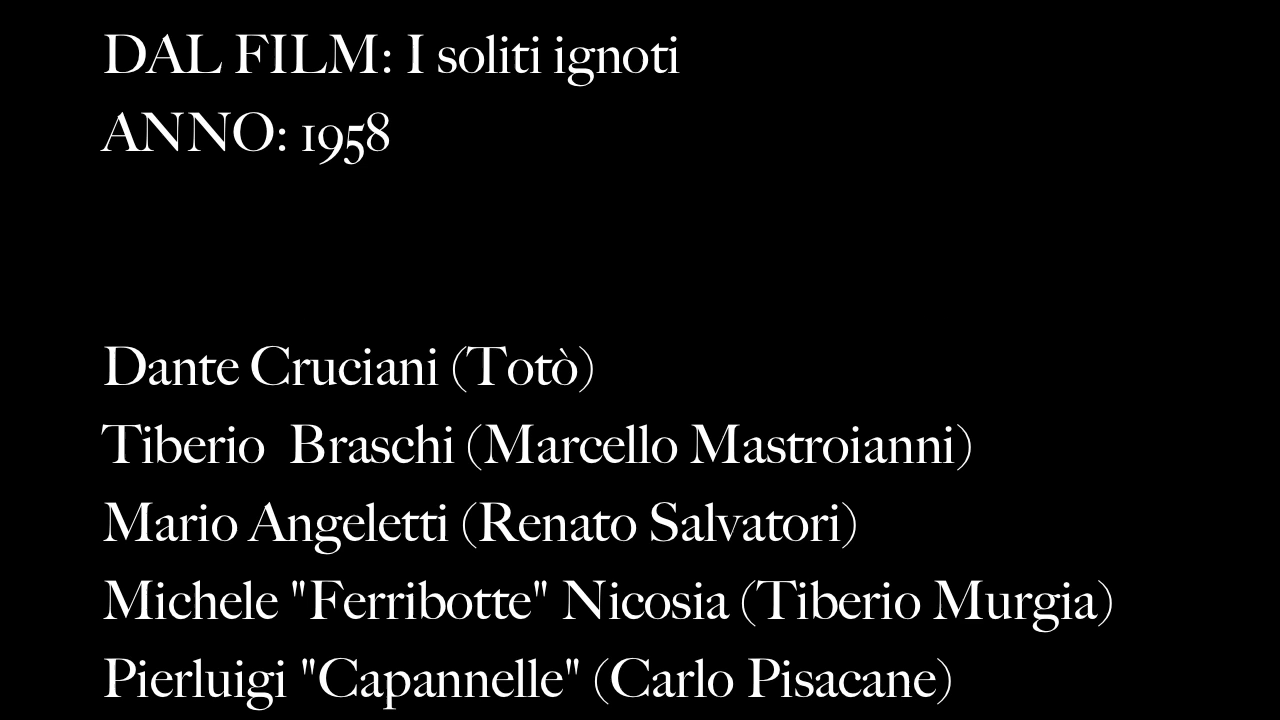 DAL FILM: I soliti ignoti
ANNO: 1958
Dante Cruciani (Totò)
Tiberio  Braschi (Marcello Mastroianni)
Mario Angeletti (Renato Salvatori)
Michele "Ferribotte" Nicosia (Tiberio Murgia)
Pierluigi "Capannelle" (Carlo Pisacane)